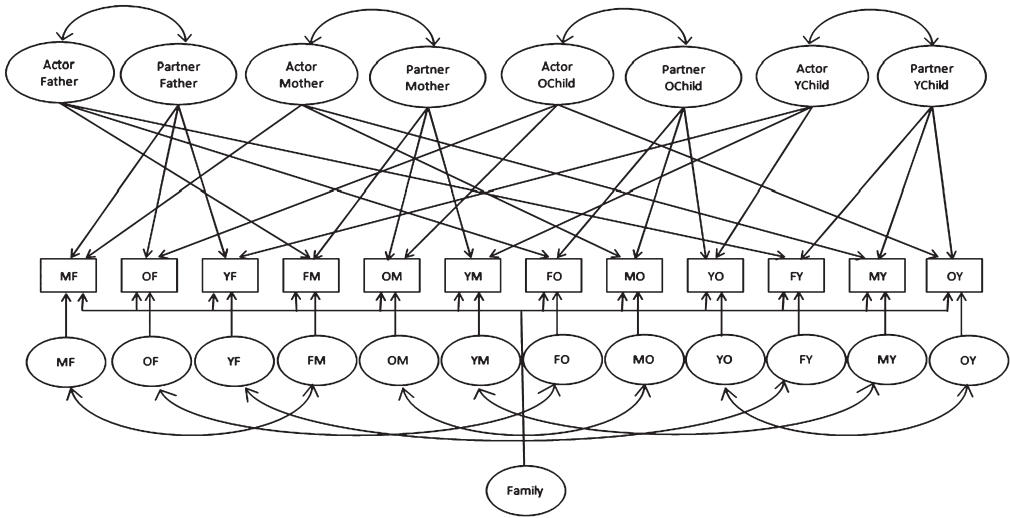 Actor
Father
Partner
Father
Actor
Mother
Partner
Mother
Actor
OChild
Partner
OChild
Actor
YChild
Partner
YChild
MF
OF
YF
FM
OM
YM
FO
MO
YO
FY
MY
OY
MF
OF
YF
FM
OM
YM
FO
MO
YO
FY
MY
OY
Family